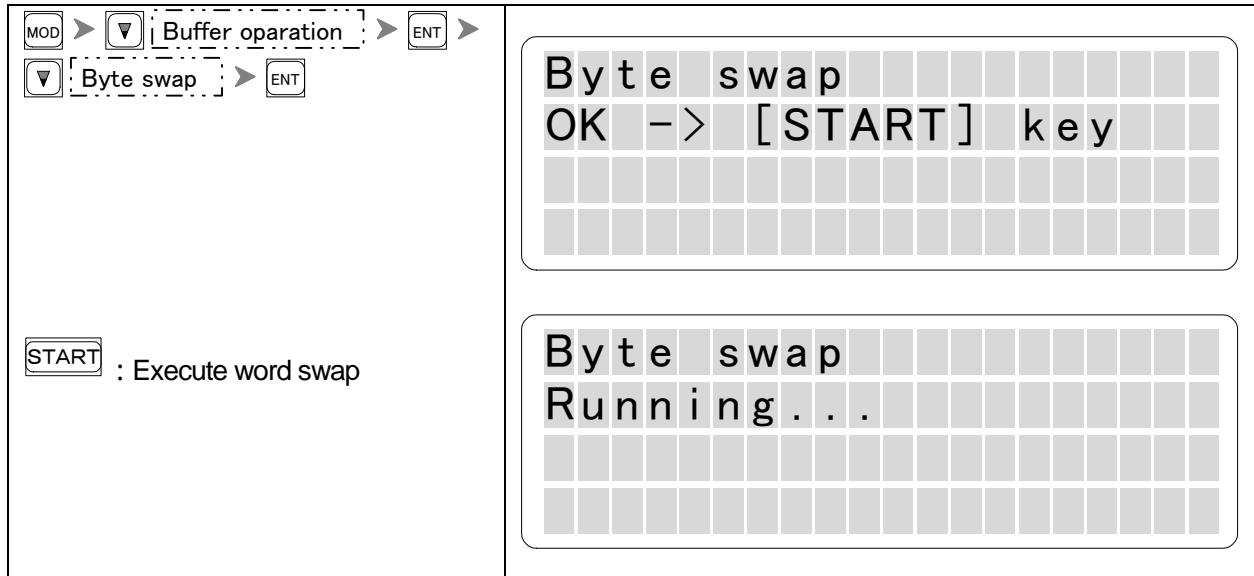 MOD > ▼ Buffer oparation > ENT >
▼ Byte swap > ENT
Byte swap
OK -> [START] key
START : Execute word swap
Byte swap
Running...